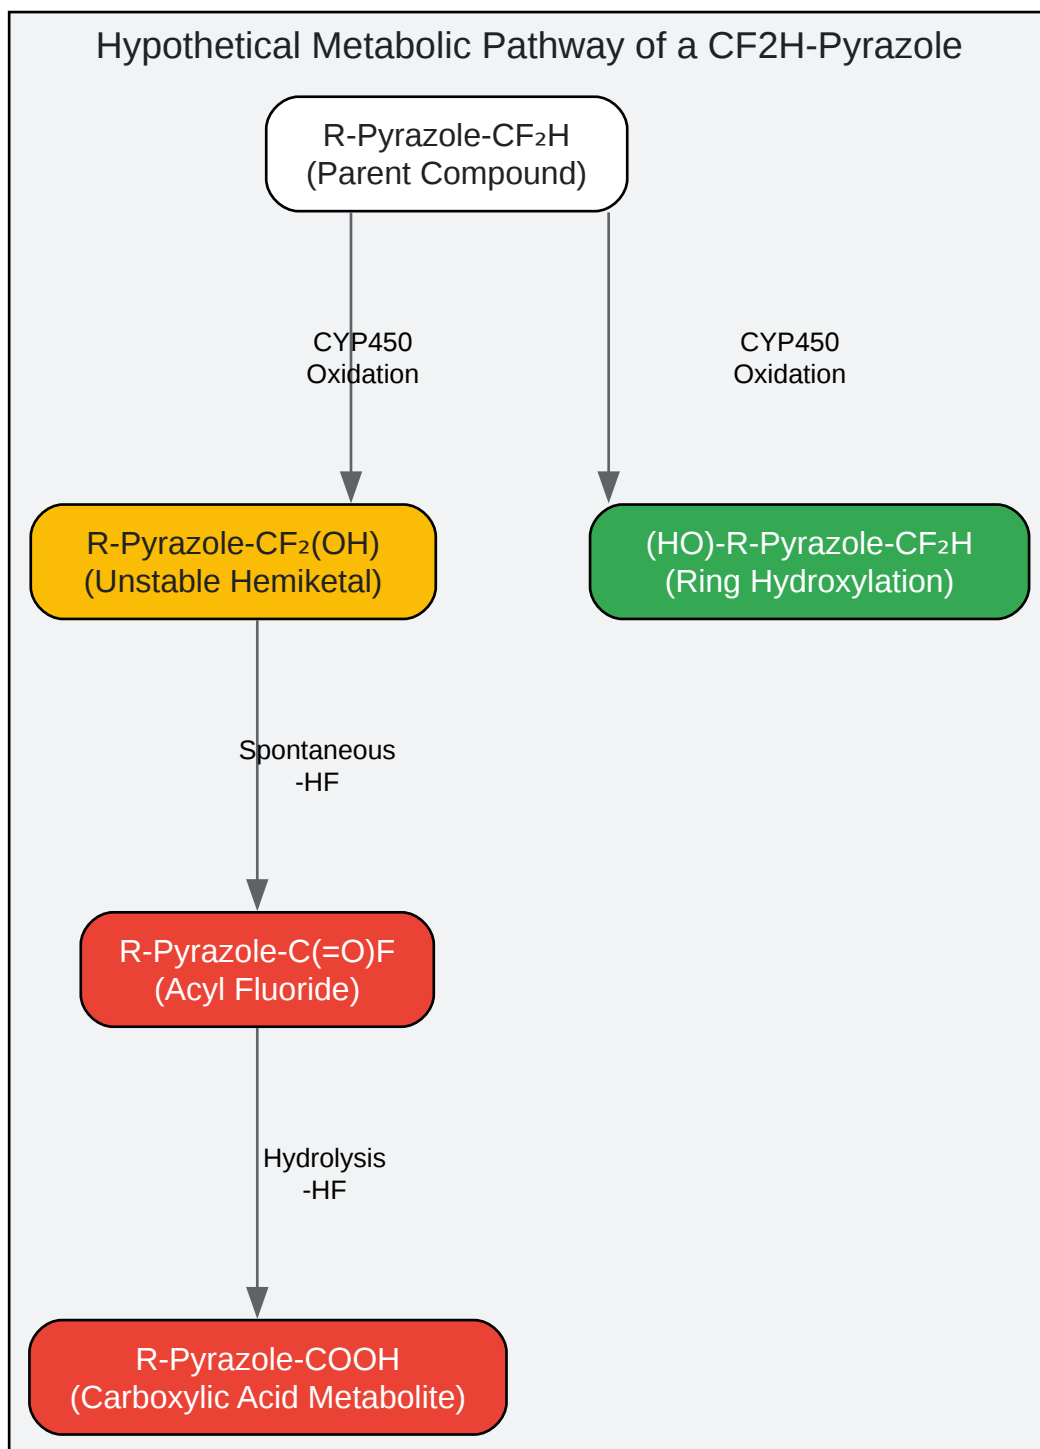 Hypothetical Metabolic Pathway of a CF2H-Pyrazole
R-Pyrazole-CF₂H
(Parent Compound)
CYP450
Oxidation
CYP450
Oxidation
R-Pyrazole-CF₂(OH)
(Unstable Hemiketal)
(HO)-R-Pyrazole-CF₂H
(Ring Hydroxylation)
Spontaneous
-HF
R-Pyrazole-C(=O)F
(Acyl Fluoride)
Hydrolysis
-HF
R-Pyrazole-COOH
(Carboxylic Acid Metabolite)